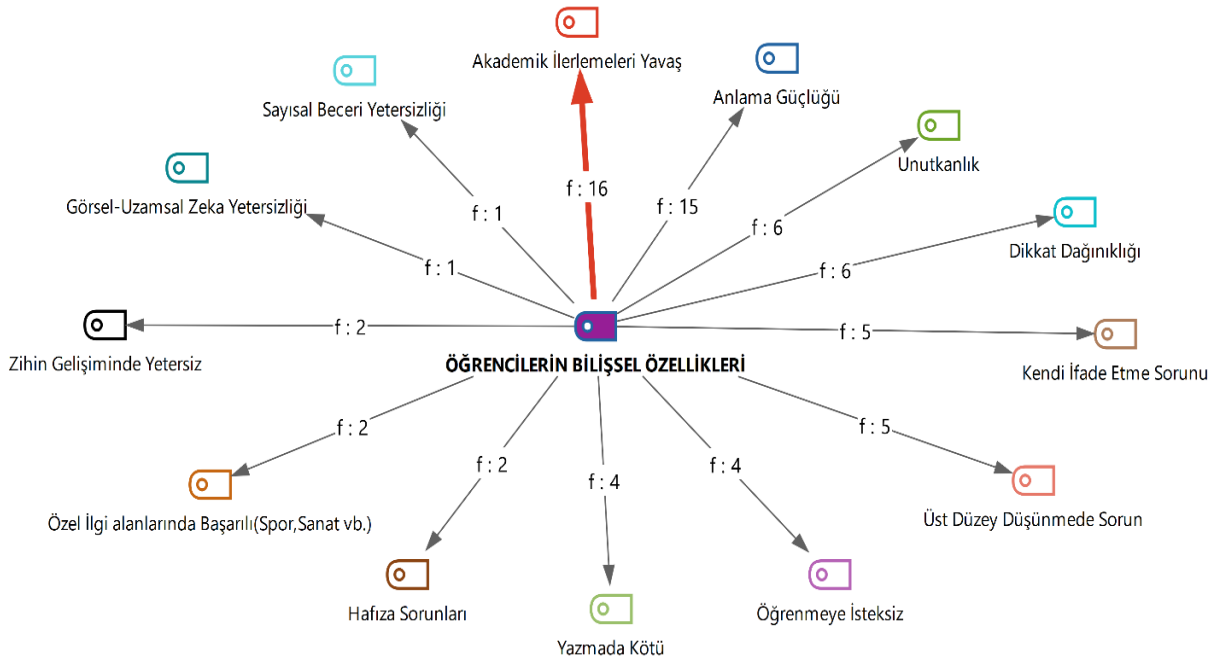 Akademik İlerlemeleri Yavaş
Anlama Güçlüğü
Sayısal Beceri Yetersizliği
Unutkanlık
f : 16
f : 15
f : 1
Görsel-Uzamsal Zeka Yetersizliği
f : 6
Dikkat Dağınıklığı
f : 1
f : 6
f : 2
f : 5
Zihin Gelişiminde Yetersiz
ÖĞRENCİLERİN BİLİŞSEL ÖZELLİKLERİ
Kendi İfade Etme Sorunu
f : 2
f : 5
f : 2
f : 4
f : 4
Özel İlgi alanlarında Başarılı(Spor,Sanat vb.)
Üst Düzey Düşünmede Sorun
Hafıza Sorunları
Öğrenmeye İsteksiz
Yazmada Kötü